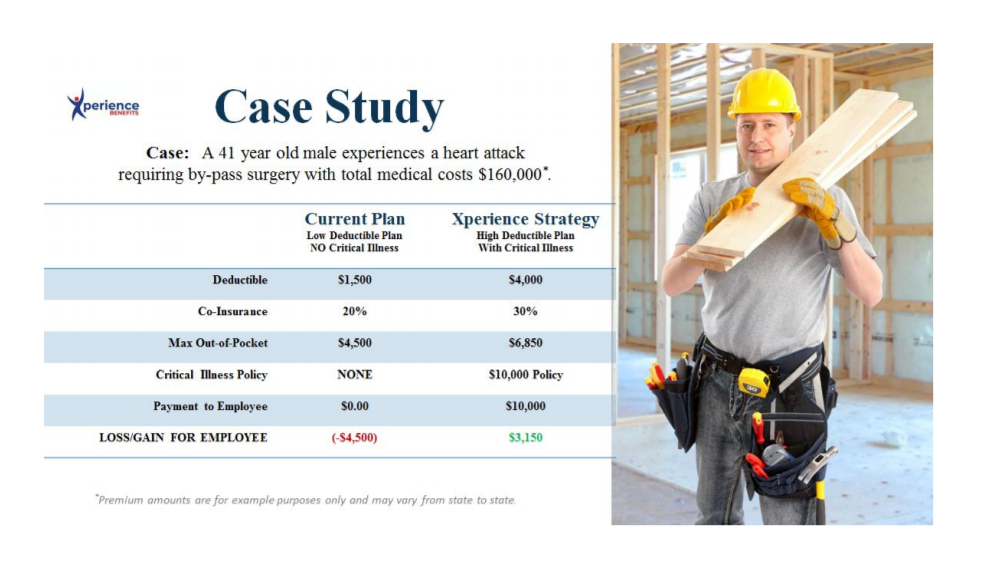 Xperience
BENEFITS
Case Study
Case: A 41 year old male experiences a heart attack
requiring by-pass surgery with total medical costs $160,000*.
Current Plan Xperience Strategy
Low Deductible Plan High Deductible Plan
NO Critical Illness With Critical Illness
Deductible $1,500 $4,000
Co-Insurance 20% 30%
Max Out-of-Pocket $4,500 $6,850
Critical Illness Policy NONE $10,000 Policy
Payment to Employee $0.00 $10,000
LOSS/GAIN FOR EMPLOYEE (-$4,500) $3,150
*Premium amounts are for example purposes only and may vary from state to state.
30